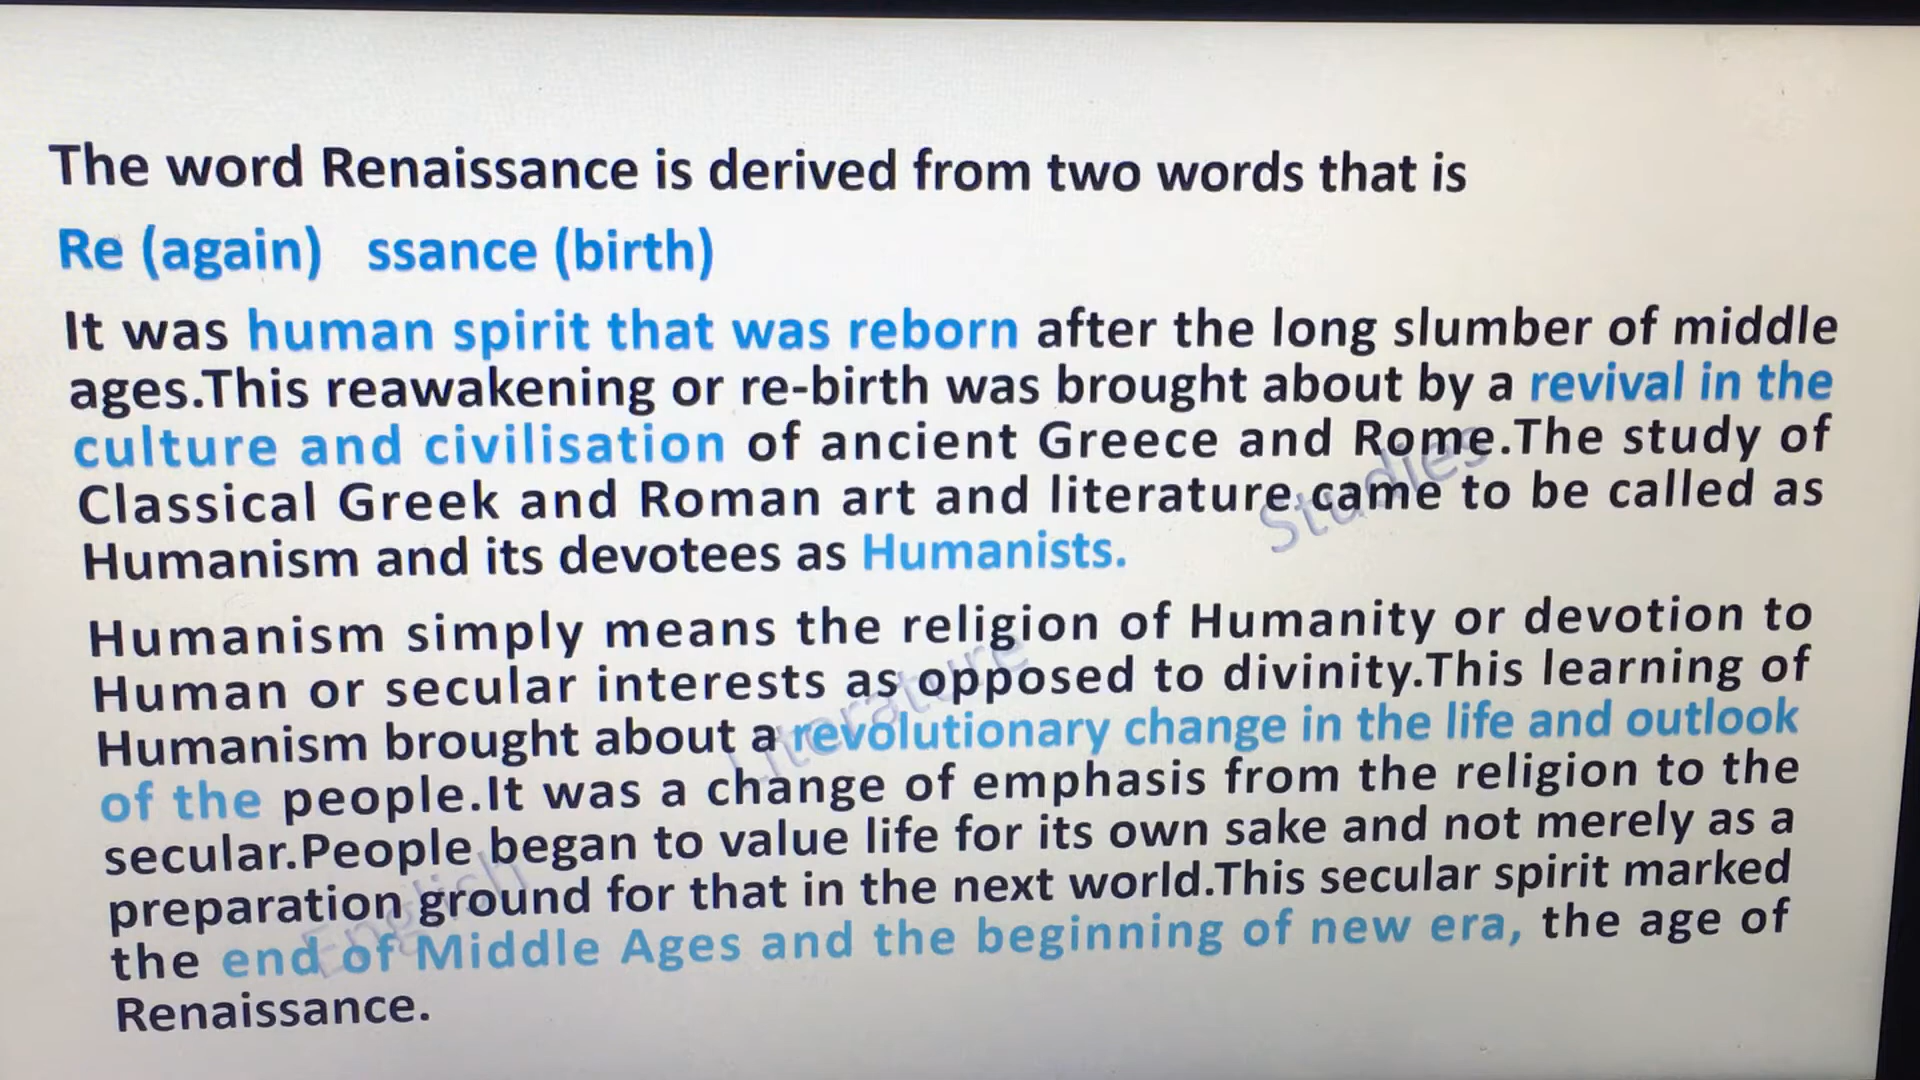 The word Renaissance is derived from two words that is
Re (again) ssance (birth)
It was human spirit that was reborn after the long slumber of middle
ages.This reawakening or re-birth was brought about by a revival in the
culture and civilisation of ancient Greece and Rome.The study of
Classical Greek and Roman art and literature came to be called as
Humanism and its devotees as Humanists.
Humanism simply means the religion of Humanity or devotion to
Human or secular interests as opposed to divinity.This learning of
Humanism brought about a revolutionary change in the life and outlook
of the people.It was a change of emphasis from the religion to the
secular.People began to value life for its own sake and not merely as a
preparation ground for that in the next world.This secular spirit marked
the end of Middle Ages and the beginning of new era, the age of
Renaissance.
English Literature Studies